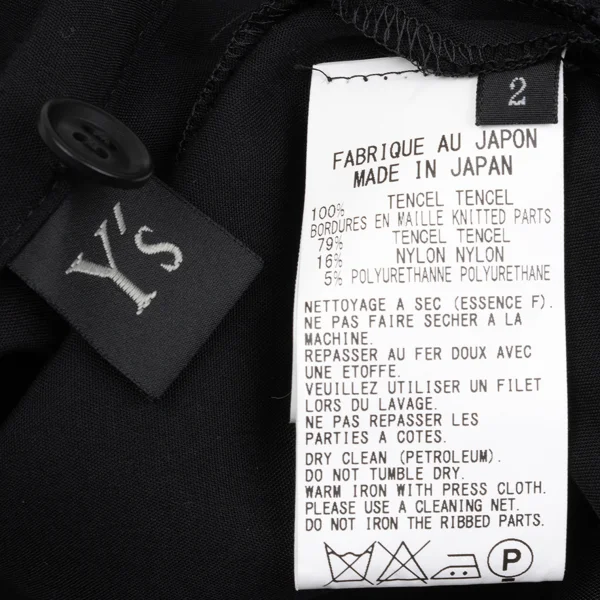 2
Y's
FABRIQUE AU JAPON
MADE IN JAPAN
100% TENCEL TENCEL
BORDURES EN MAILLE KNITTED PARTS
79% TENCEL TENCEL
16% NYLON NYLON
5% POLYURETHANNE POLYURETHANE
NETTOYAGE A SEC (ESSENCE F).
NE PAS FAIRE SECHER A LA
MACHINE.
REPASSER AU FER DOUX AVEC
UNE ETOFFE.
VEUILLEZ UTILISER UN FILET
LORS DU LAVAGE.
NE PAS REPASSER LES
PARTIES A COTES.
DRY CLEAN (PETROLEUM).
DO NOT TUMBLE DRY.
WARM IRON WITH PRESS CLOTH.
PLEASE USE A CLEANING NET.
DO NOT IRON THE RIBBED PARTS.
P